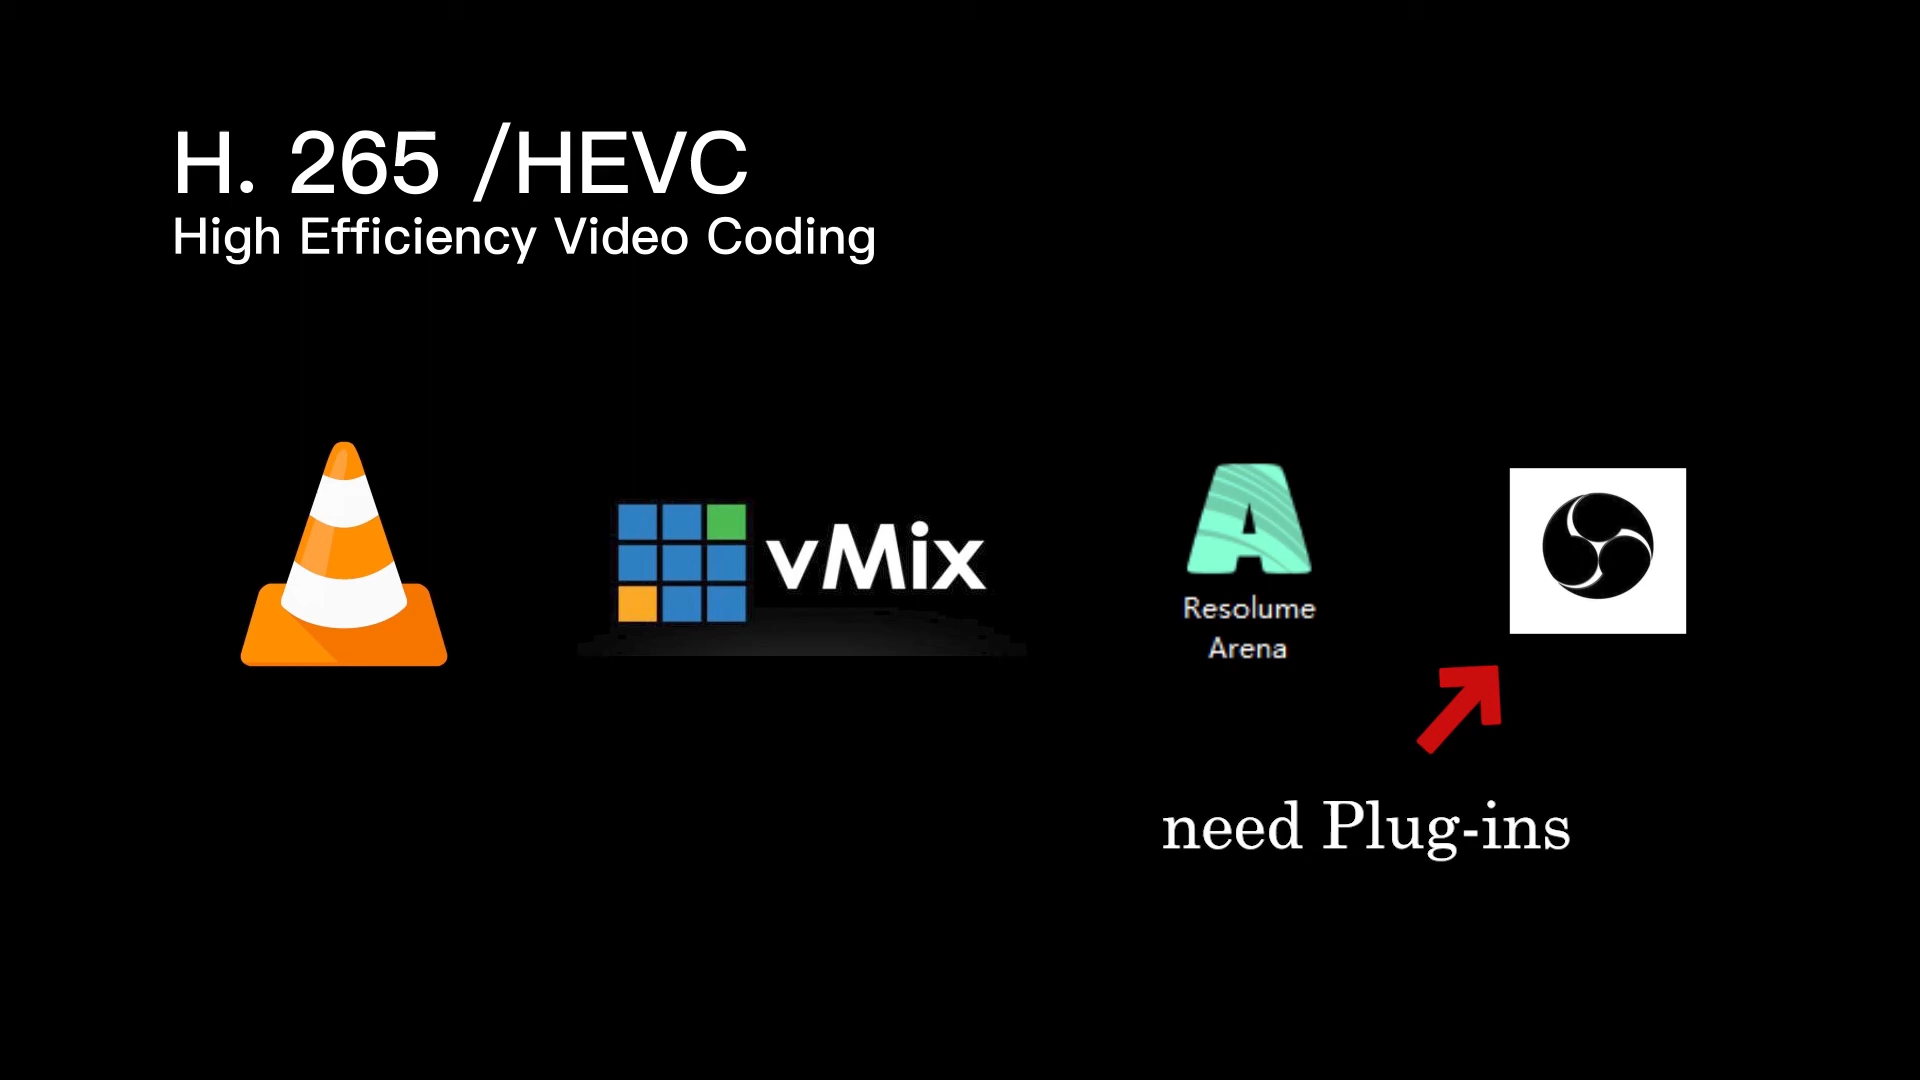 H. 265 /HEVC
High Efficiency Video Coding
vMix
Resolume
Arena
need Plug-ins